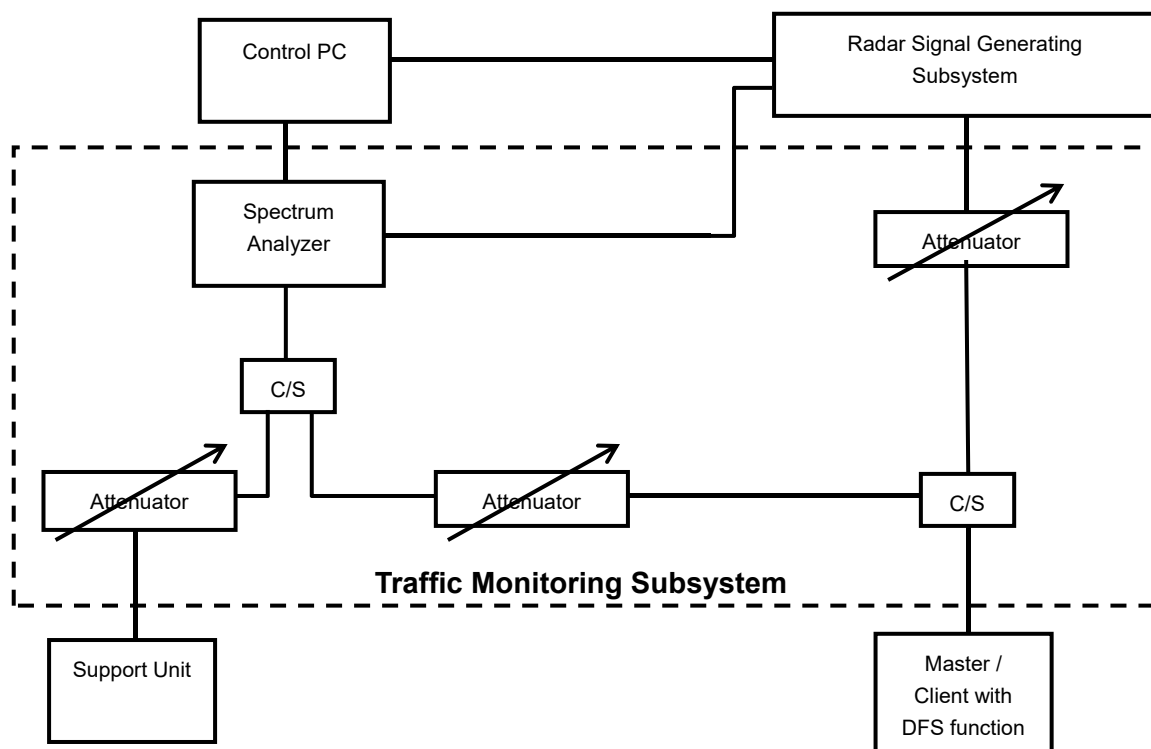 Control PC
Radar Signal Generating
Subsystem
Spectrum
Analyzer
Attenuator
C/S
Attenuator
Attenuator
C/S
Traffic Monitoring Subsystem
Support Unit
Master /
Client with
DFS function